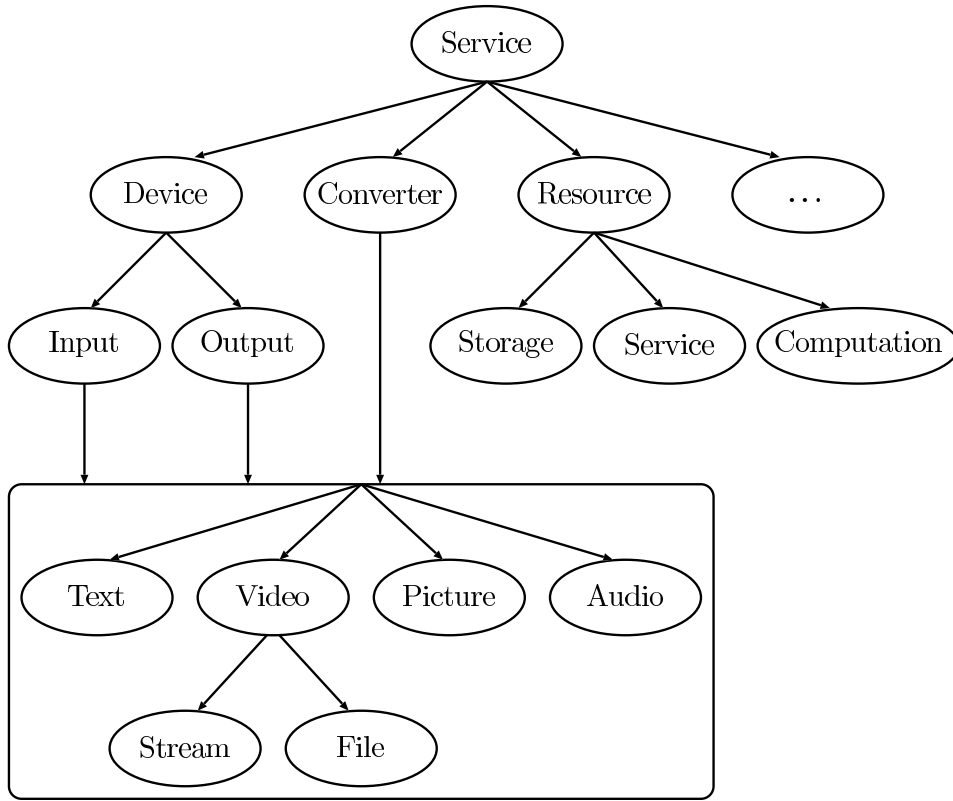 Service
Device
Converter
Resource
...
Input
Output
Storage
Service
Computation
Text
Video
Picture
Audio
Stream
File